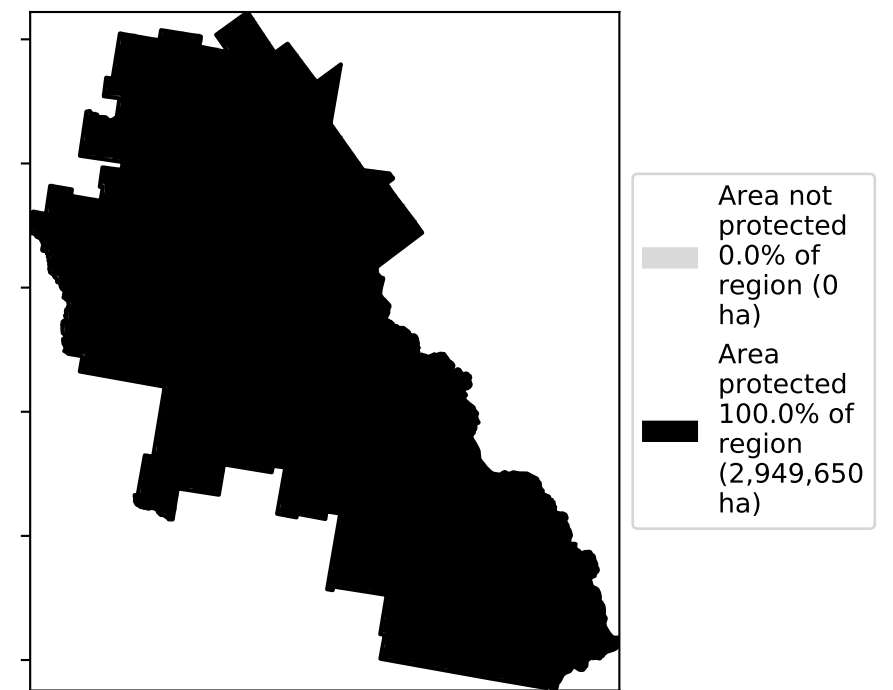 Area not
protected
0.0% of
region (0
ha)
Area
protected
100.0% of
region
(2,949,650
ha)